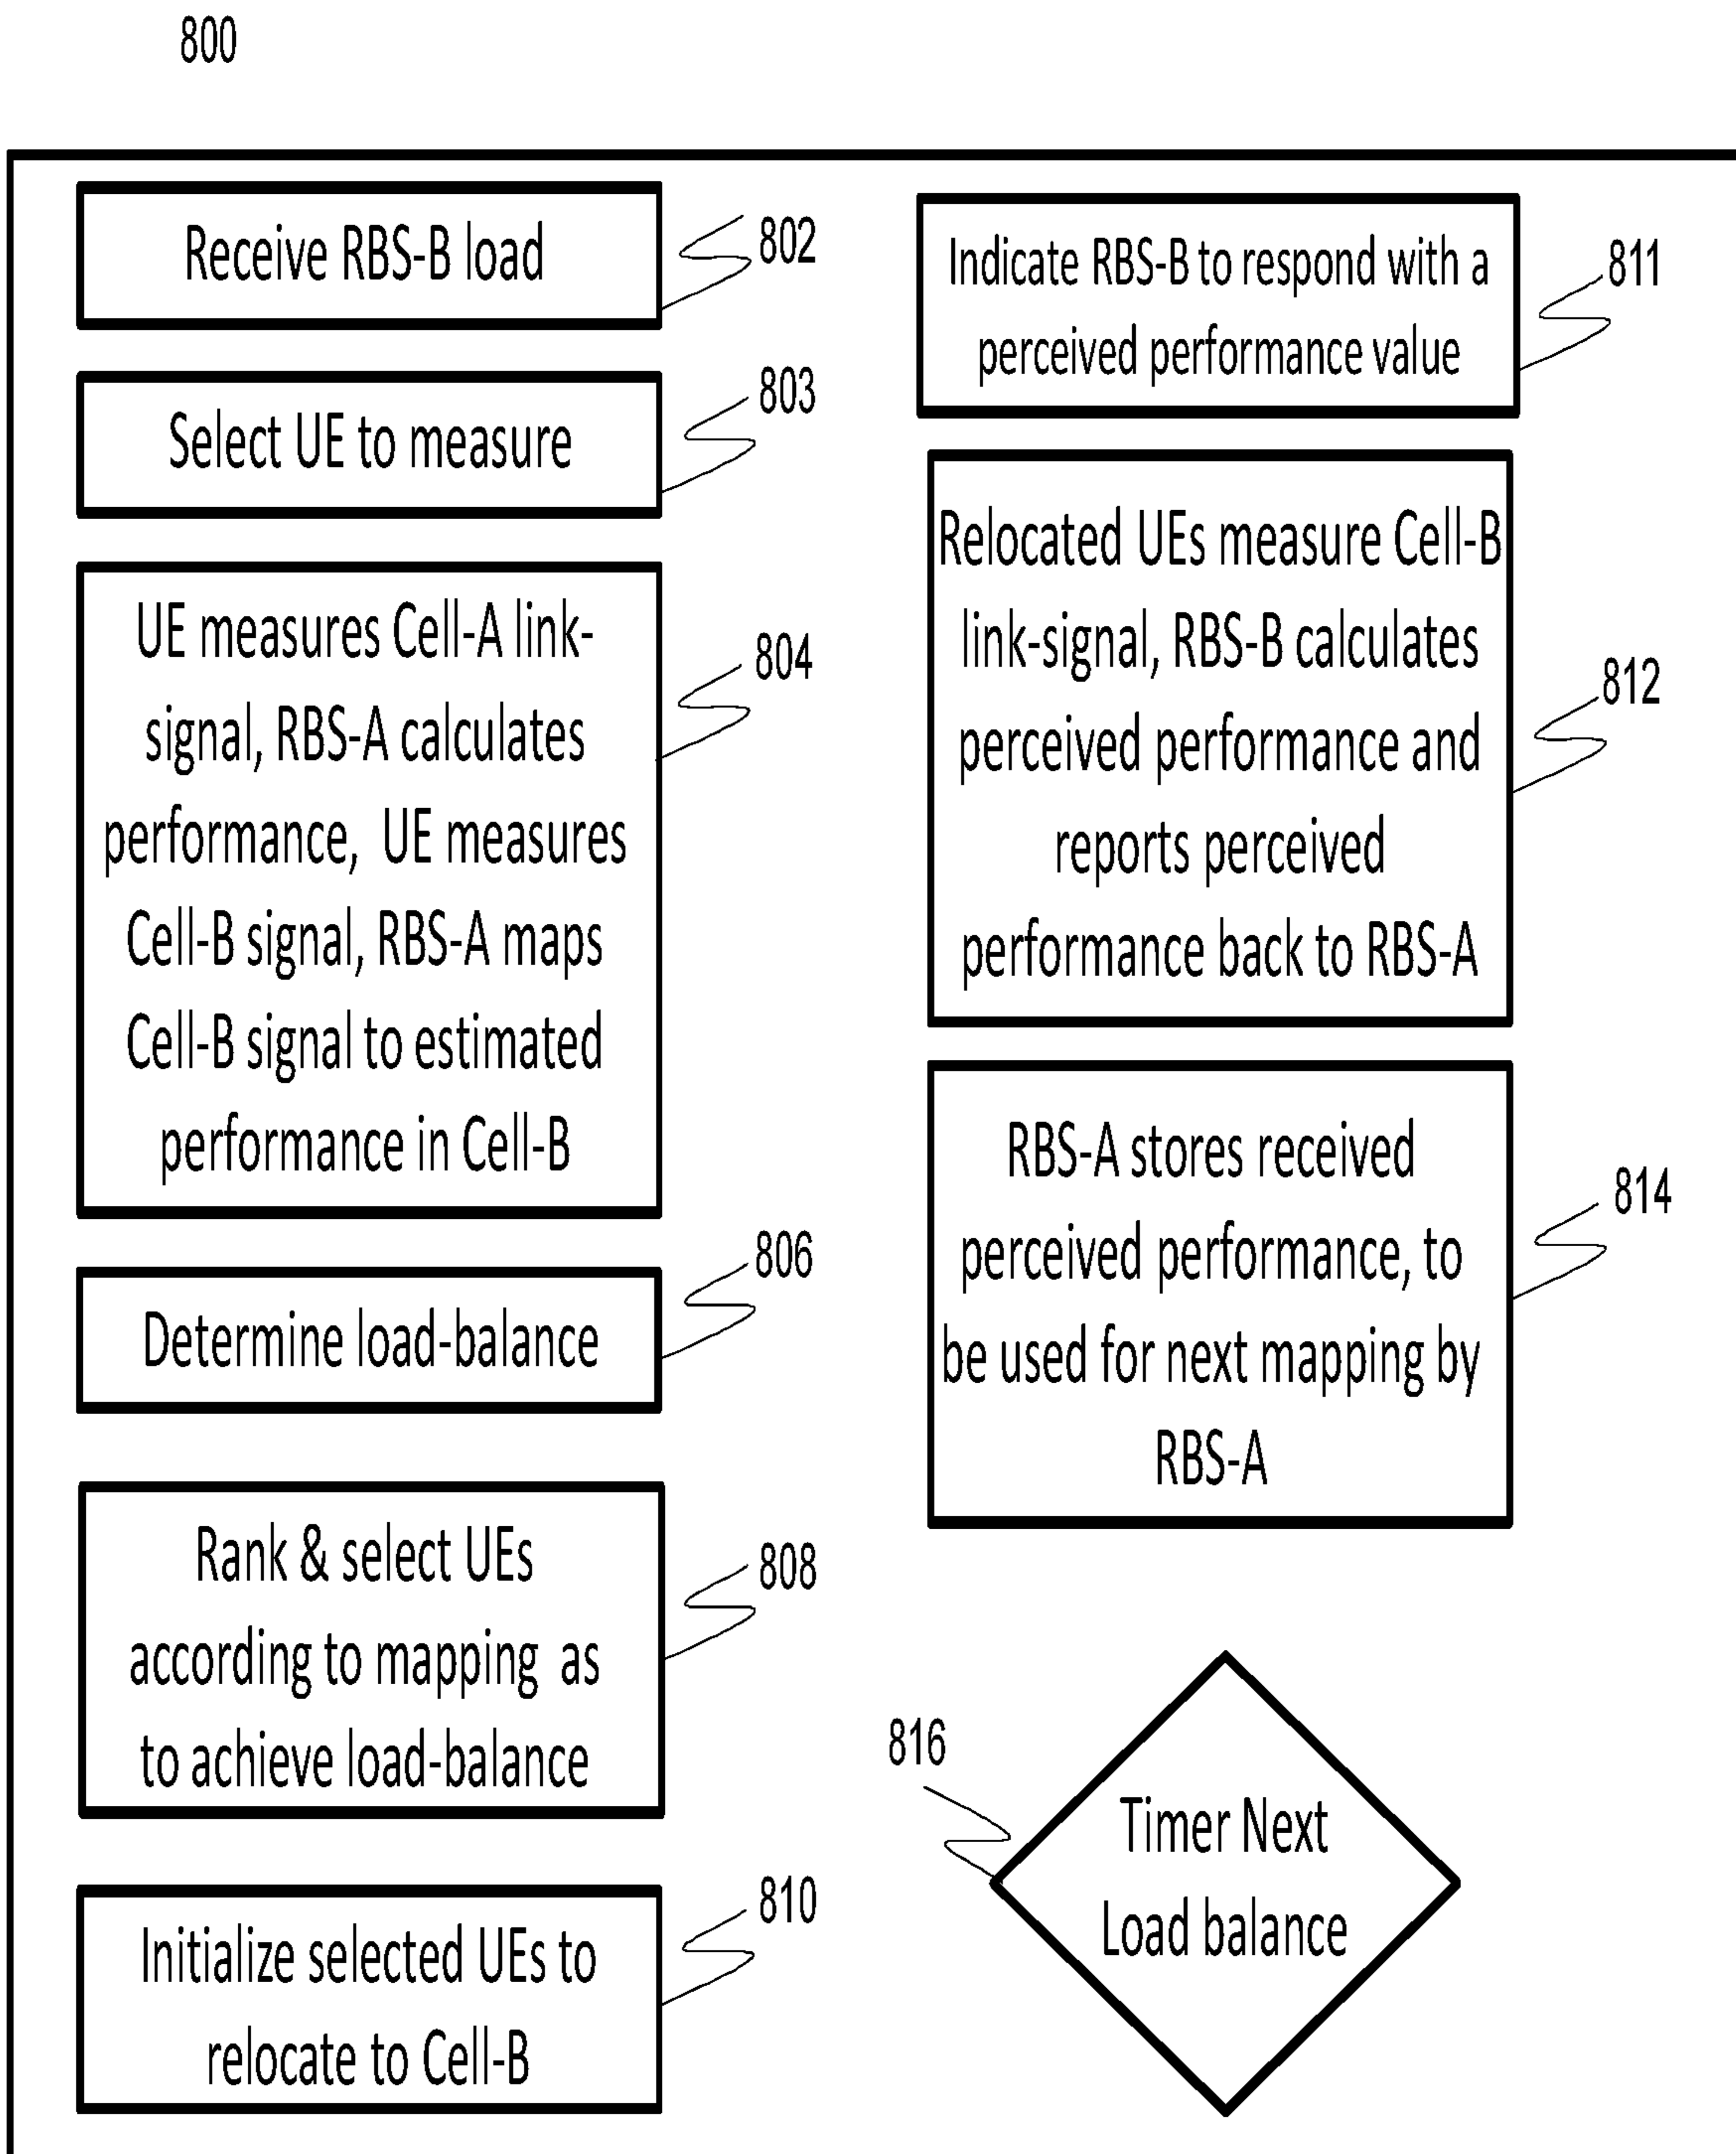 800
Receive RBS-B load
802
Select UE to measure
803
UE measures Cell-A link-
signal, RBS-A calculates
performance, UE measures
Cell-B signal, RBS-A maps
Cell-B signal to estimated
performance in Cell-B
804
Determine load-balance
806
Rank & select UEs
according to mapping as
to achieve load-balance
808
Initialize selected UEs to
relocate to Cell-B
810
Indicate RBS-B to respond with a
perceived performance value
811
Relocated UEs measure Cell-B
link-signal, RBS-B calculates
perceived performance and
reports perceived
performance back to RBS-A
812
RBS-A stores received
perceived performance, to
be used for next mapping by
RBS-A
814
816
Timer Next
Load balance